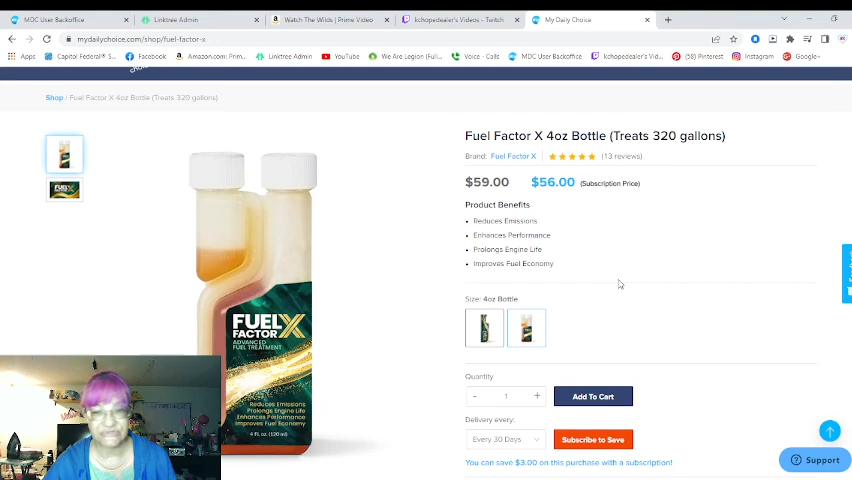 MDC User Backoffice
Linktree Admin
Watch The Wilds | Prime Video
kchopedealer's Videos - Twitch
My Daily Choice
mydailychoice.com/shop/fuel-factor-x
Apps
Capitol Federal® S...
Facebook
Amazon.com: Prim...
Linktree Admin
YouTube
We Are Legion (Full...
Voice - Calls
MDC User Backoffice
kchopedealer's Vid...
(58) Pinterest
Instagram
Google+
Shop / Fuel Factor X 4oz Bottle (Treats 320 gallons)
Fuel Factor X 4oz Bottle (Treats 320 gallons)
Brand: Fuel Factor X
(13 reviews)
$59.00 $56.00 (Subscription Price)
Product Benefits
Reduces Emissions
Enhances Performance
Prolongs Engine Life
Improves Fuel Economy
Size: 4oz Bottle
Quantity
- 1 +
Add To Cart
Delivery every:
Every 30 Days
Subscribe to Save
You can save $3.00 on this purchase with a subscription!
Support
FUEL
FACTOR X
ADVANCED
FUEL TREATMENT
Reduces Emissions
Prolongs Engine Life
Enhances Performance
Improves Fuel Economy
4 Fl. oz. (120 ml)